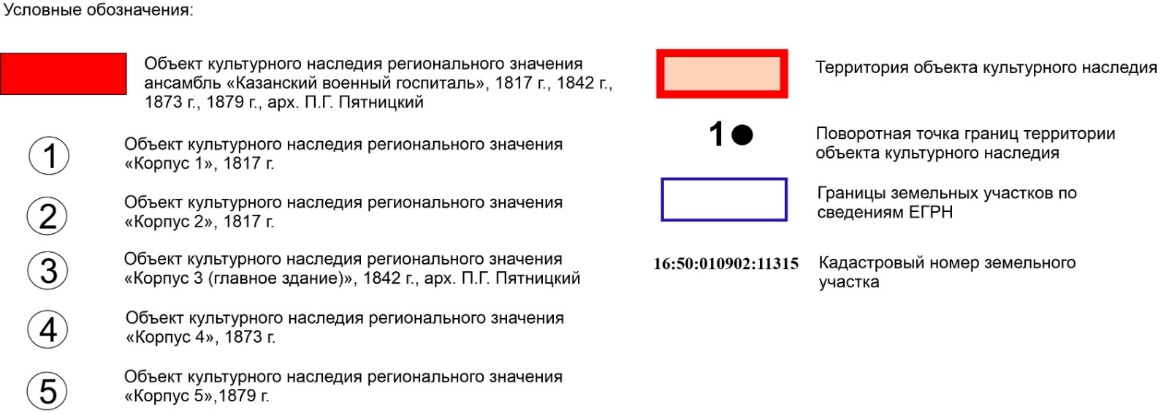 Условные обозначения:
Объект культурного наследия регионального значения
ансамбль «Казанский военный госпиталь», 1817 г., 1842 г.,
1873 г., 1879 г., арх. П.Г. Пятницкий
1
Объект культурного наследия регионального значения
«Корпус 1», 1817 г.
2
Объект культурного наследия регионального значения
«Корпус 2», 1817 г.
3
Объект культурного наследия регионального значения
«Корпус 3 (главное здание)», 1842 г., арх. П.Г. Пятницкий
4
Объект культурного наследия регионального значения
«Корпус 4», 1873 г.
5
Объект культурного наследия регионального значения
«Корпус 5»,1879 г.
Территория объекта культурного наследия
1
Поворотная точка границ территории
объекта культурного наследия
Границы земельных участков по
сведениям ЕГРН
16:50:010902:11315
Кадастровый номер земельного
участка